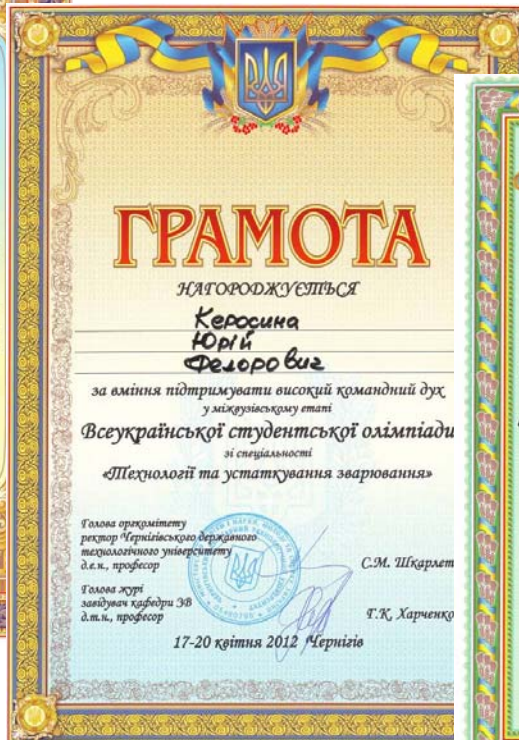 ГРАМОТА
НАГОРОДЖУЄТЬСЯ
Керосина
Юрій
Федорович
за вміння підтримувати високий командний дух
у міжвузівському етапі
Всеукраїнської студентської олімпіади
зі спеціальності
«Технології та устаткування зварювання»
Голова оргкомітету
ректор Чернігівського державного
технологічного університету
д.е.н., професор
С.М. Шкарлет
Голова журі
завідувач кафедри ЗВ
д.т.н., професор
Т.К. Харченко
17-20 квітня 2012 Чернігів